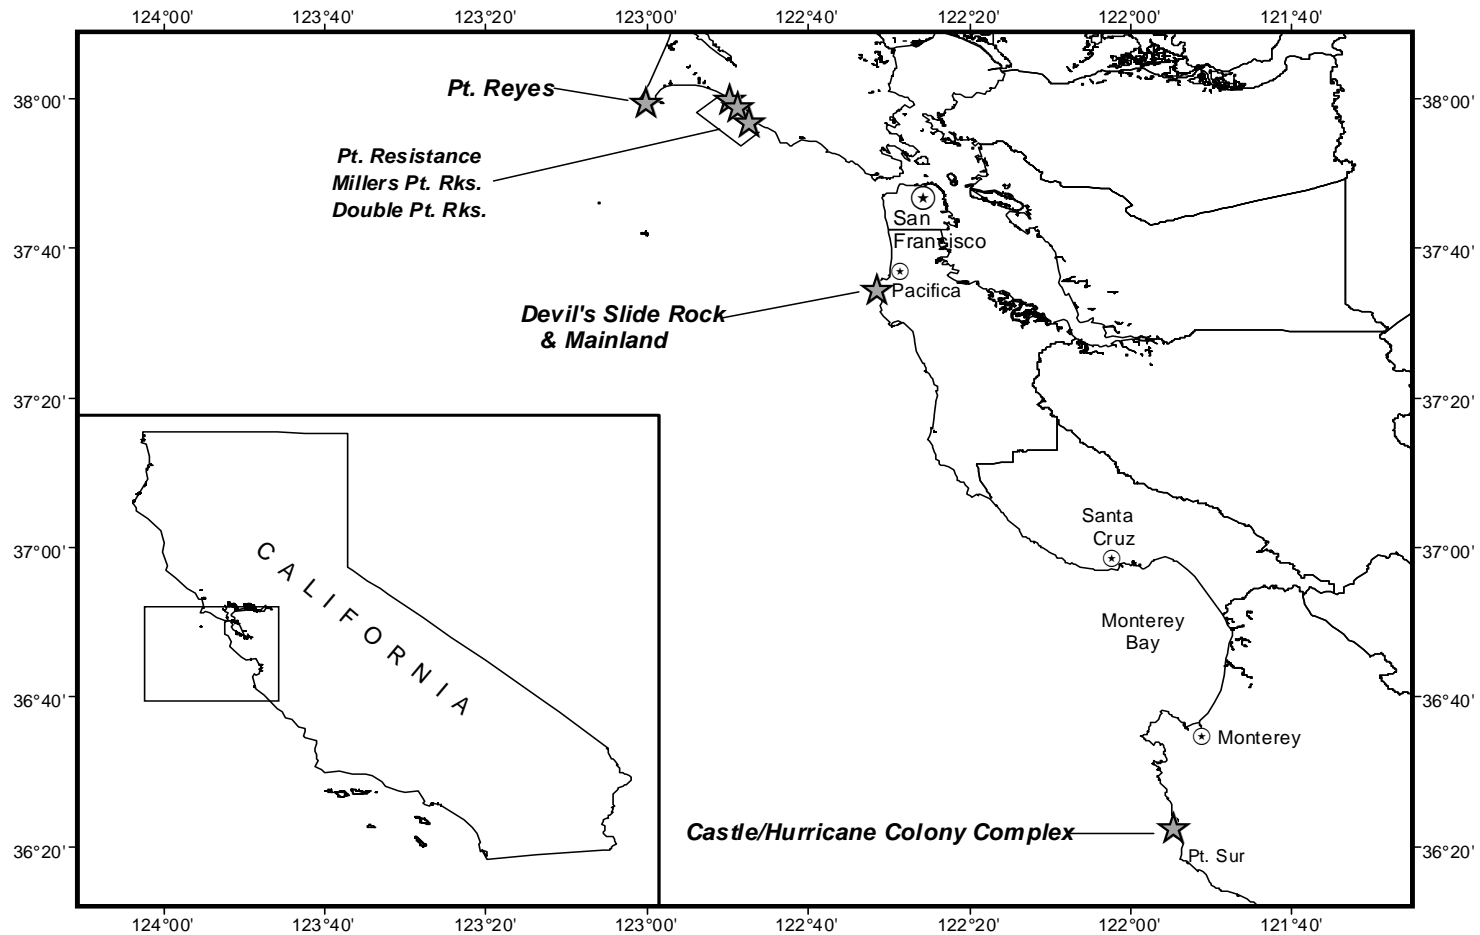 124°00'
123°40'
123°20'
123°00'
122°40'
122°20'
122°00'
121°40'
38°00'
38°00'
Pt. Reyes
Pt. Resistance
Millers Pt. Rks.
Double Pt. Rks.
San
Francisco
37°40'
37°40'
Pacifica
Devil's Slide Rock
& Mainland
37°20'
37°20'
Santa
Cruz
37°00'
37°00'
CALIFORNIA
Monterey
Bay
36°40'
36°40'
Monterey
Castle/Hurricane Colony Complex
Pt. Sur
36°20'
36°20'
124°00'
123°40'
123°20'
123°00'
122°40'
122°20'
122°00'
121°40'